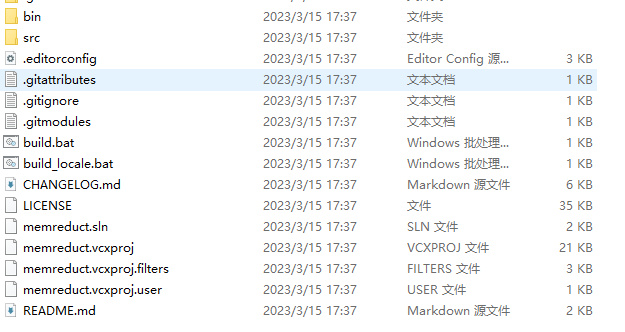 bin 2023/3/15 17:37 文件夹
src 2023/3/15 17:37 文件夹
.editorconfig 2023/3/15 17:37 Editor Config 源... 3 KB
.gitattributes 2023/3/15 17:37 文本文档 1 KB
.gitignore 2023/3/15 17:37 文本文档 1 KB
.gitmodules 2023/3/15 17:37 文本文档 1 KB
build.bat 2023/3/15 17:37 Windows 批处理... 1 KB
build_locale.bat 2023/3/15 17:37 Windows 批处理... 1 KB
CHANGELOG.md 2023/3/15 17:37 Markdown 源文件 6 KB
LICENSE 2023/3/15 17:37 文件 35 KB
memreduct.sln 2023/3/15 17:37 SLN 文件 2 KB
memreduct.vcxproj 2023/3/15 17:37 VCXPROJ 文件 21 KB
memreduct.vcxproj.filters 2023/3/15 17:37 FILTERS 文件 3 KB
memreduct.vcxproj.user 2023/3/15 17:37 USER 文件 1 KB
README.md 2023/3/15 17:37 Markdown 源文件 2 KB